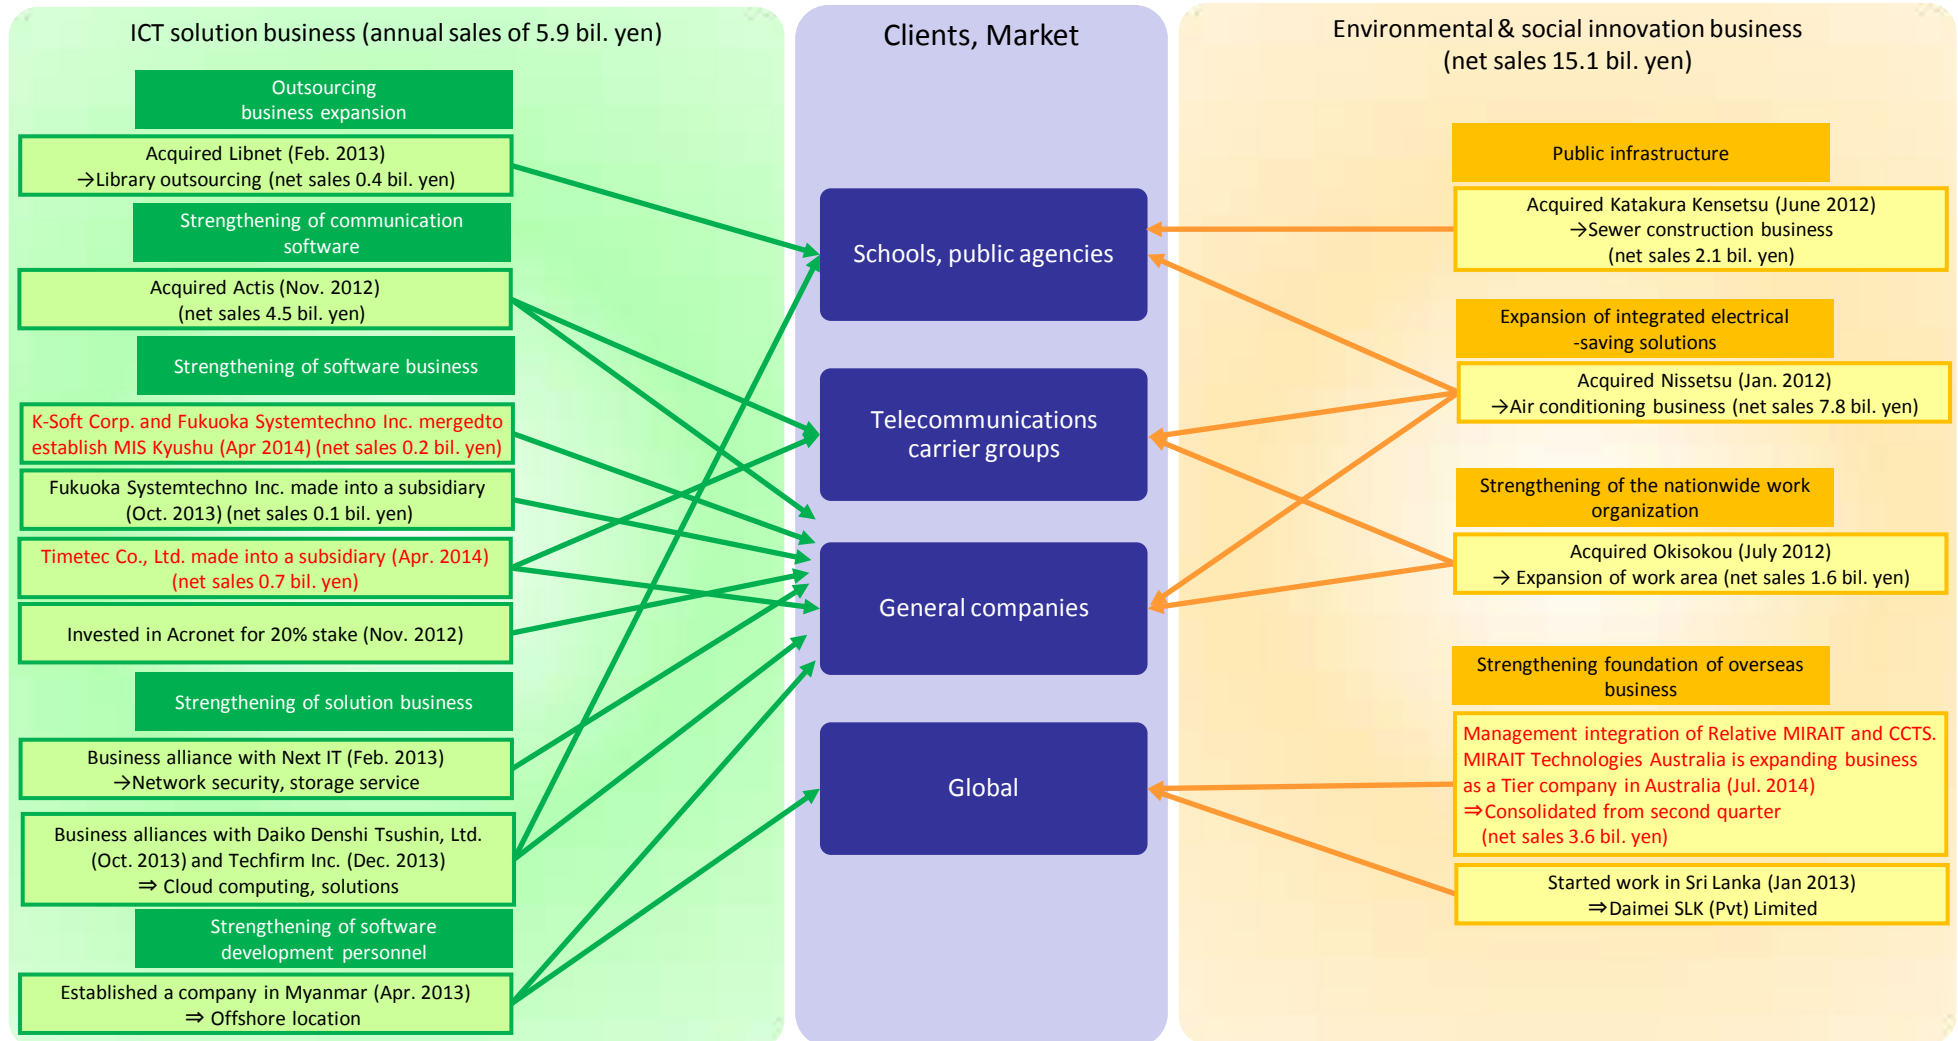 ICT solution business (annual sales of 5.9 bil. yen)
Outsourcing
business expansion
Acquired Libnet (Feb. 2013)
→Library outsourcing (net sales 0.4 bil. yen)
Strengthening of communication
software
Acquired Actis (Nov. 2012)
(net sales 4.5 bil. yen)
Strengthening of software business
K-Soft Corp. and Fukuoka Systemtechno Inc. mergedto
establish MIS Kyushu (Apr 2014) (net sales 0.2 bil. yen)
Fukuoka Systemtechno Inc. made into a subsidiary
(Oct. 2013) (net sales 0.1 bil. yen)
Timetec Co., Ltd. made into a subsidiary (Apr. 2014)
(net sales 0.7 bil. yen)
Invested in Acronet for 20% stake (Nov. 2012)
Strengthening of solution business
Business alliance with Next IT (Feb. 2013)
→Network security, storage service
Business alliances with Daiko Denshi Tsushin, Ltd.
(Oct. 2013) and Techfirm Inc. (Dec. 2013)
⇒ Cloud computing, solutions
Strengthening of software
development personnel
Established a company in Myanmar (Apr. 2013)
⇒ Offshore location
Clients, Market
Schools, public agencies
Telecommunications
carrier groups
General companies
Global
Environmental & social innovation business
(net sales 15.1 bil. yen)
Public infrastructure
Acquired Katakura Kensetsu (June 2012)
→Sewer construction business
(net sales 2.1 bil. yen)
Expansion of integrated electrical
-saving solutions
Acquired Nissetsu (Jan. 2012)
→Air conditioning business (net sales 7.8 bil. yen)
Strengthening of the nationwide work
organization
Acquired Okisokou (July 2012)
→ Expansion of work area (net sales 1.6 bil. yen)
Strengthening foundation of overseas
business
Management integration of Relative MIRAIT and CCTS.
MIRAIT Technologies Australia is expanding business
as a Tier company in Australia (Jul. 2014)
⇒Consolidated from second quarter
(net sales 3.6 bil. yen)
Started work in Sri Lanka (Jan 2013)
⇒Daimei SLK (Pvt) Limited